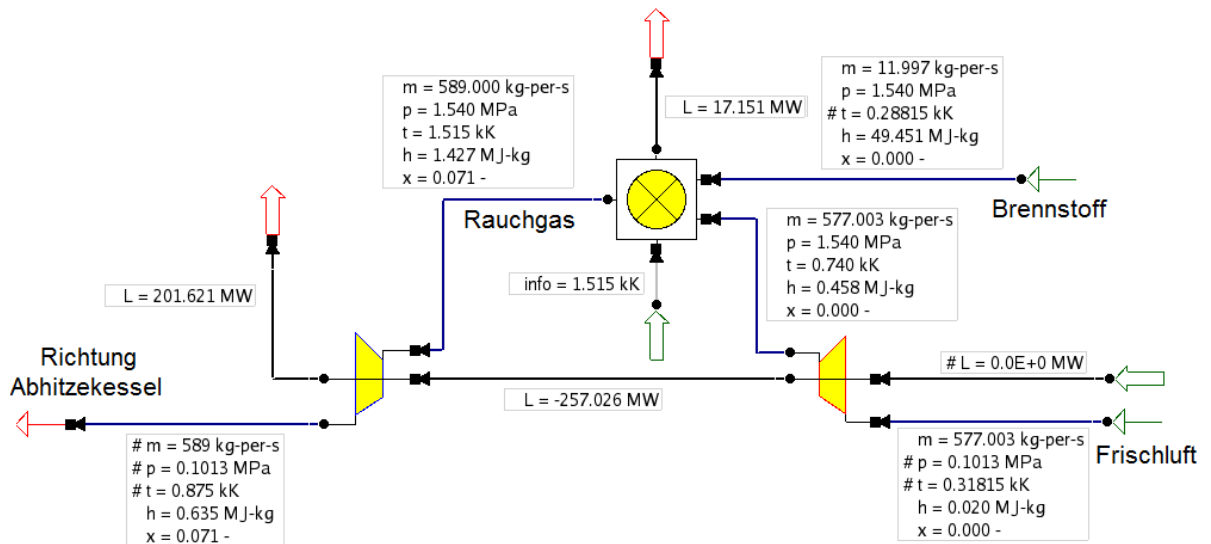 m = 589.000 kg-per-s
p = 1.540 MPa
t = 1.515 kK
h = 1.427 MJ-kg
x = 0.071 -
L = 17.151 MW
m = 11.997 kg-per-s
p = 1.540 MPa
# t = 0.28815 kK
h = 49.451 MJ-kg
x = 0.000 -
Rauchgas
Brennstoff
m = 577.003 kg-per-s
p = 1.540 MPa
t = 0.740 kK
h = 0.458 MJ-kg
x = 0.000 -
info = 1.515 kK
L = 201.621 MW
Richtung
Abhitzekessel
L = -257.026 MW
# L = 0.0E+0 MW
# m = 589 kg-per-s
# p = 0.1013 MPa
# t = 0.875 kK
h = 0.635 MJ-kg
x = 0.071 -
m = 577.003 kg-per-s
# p = 0.1013 MPa
# t = 0.31815 kK
h = 0.020 MJ-kg
x = 0.000 -
Frischluft